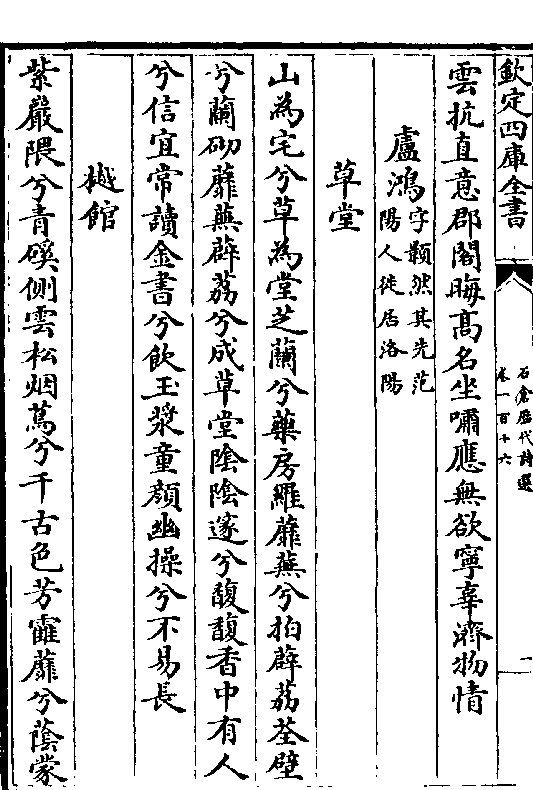 欽定四庫全書
石倉歴代詩選
卷一百十六
一
雲抗直意郡閣晦髙名坐嘯應無欲寧辜濟物情
盧鴻字顥然其先范
陽人徙居洛陽
草堂
山為宅兮草為堂芝蘭兮藥房羅蘼蕪兮拍薜荔荃壁
兮蘭砌蘼蕪薜荔兮成草堂陰陰邃兮馥馥香中有人
兮信宜常讀金書兮飲玉漿童顔幽操兮不易長
樾館
紫巖隈兮青磎側雲松烟蔦兮千古色芳靃蘼兮蔭蒙